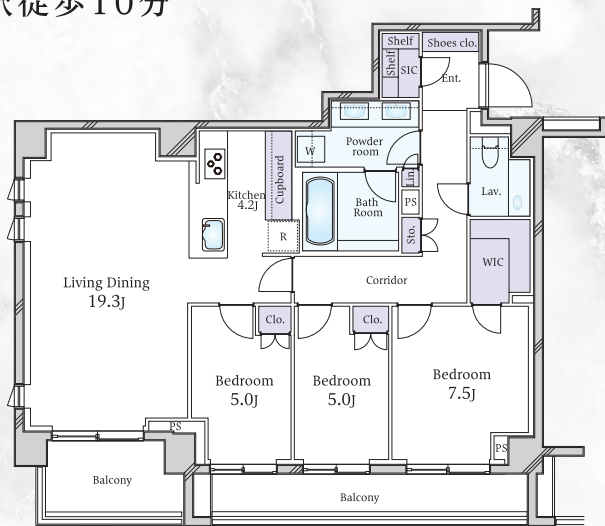 徒歩10分
Shelf
Shoes clo.
Shelf
SIC
Ent.
W
Powder
room
Kitchen
4.2J
Cupboard
Lin.
Lav.
PS
Bath
Room
R
Sto.
WIC
Living Dining
19.3J
Corridor
Clo.
Clo.
Bedroom
5.0J
Bedroom
5.0J
Bedroom
7.5J
PS
PS
Balcony
Balcony